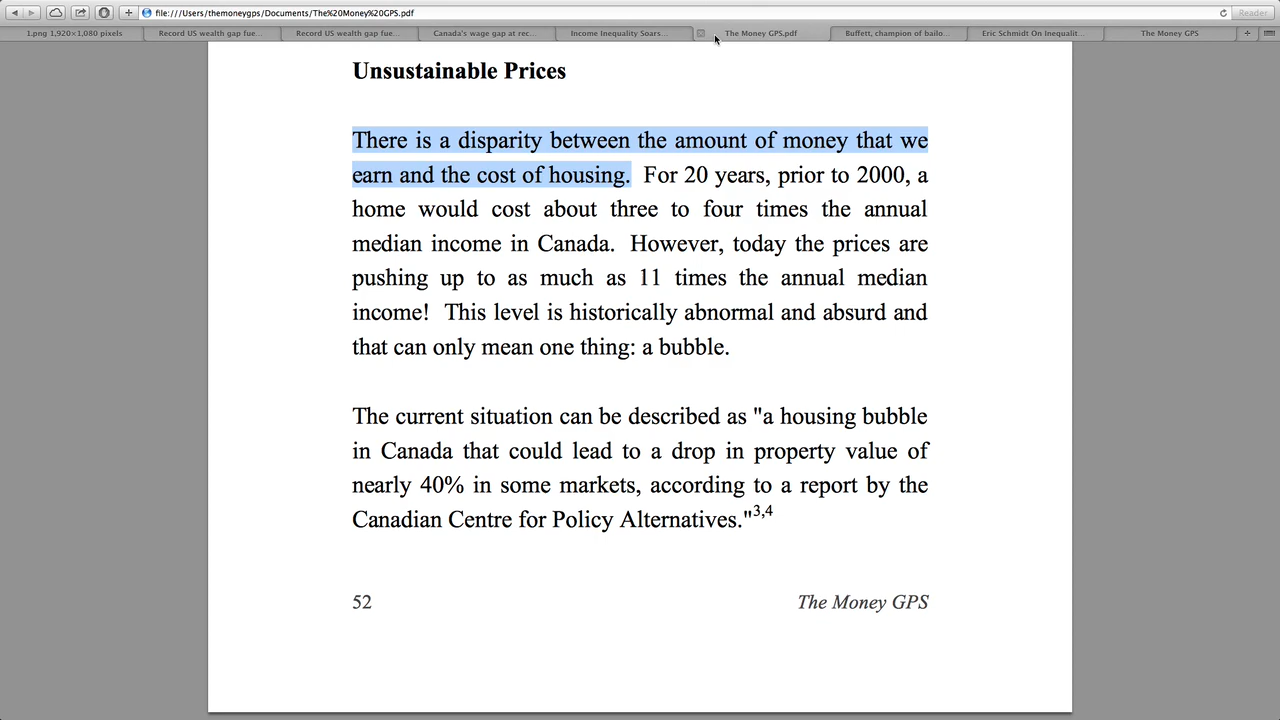 file:///Users/themoneygps/Documents/The%20Money%20GPS.pdf
Reader
1.png 1,920×1,080 pixels
Record US wealth gap fue...
Record US wealth gap fue...
Canada's wage gap at rec...
Income Inequality Soars...
The Money GPS.pdf
Buffett, champion of bailo...
Eric Schmidt On Inequalit...
The Money GPS
Unsustainable Prices
There is a disparity between the amount of money that we
earn and the cost of housing. For 20 years, prior to 2000, a
home would cost about three to four times the annual
median income in Canada. However, today the prices are
pushing up to as much as 11 times the annual median
income! This level is historically abnormal and absurd and
that can only mean one thing: a bubble.
The current situation can be described as "a housing bubble
in Canada that could lead to a drop in property value of
nearly 40% in some markets, according to a report by the
Canadian Centre for Policy Alternatives."3,4
52
The Money GPS